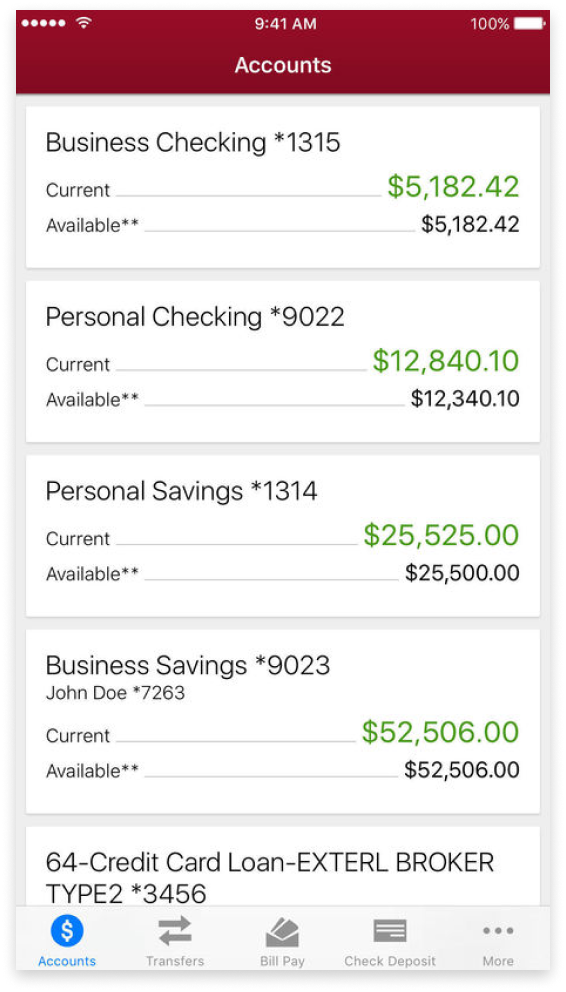 9:41 AM 100%
Accounts
Business Checking *1315
Current $5,182.42
Available** $5,182.42
Personal Checking *9022
Current $12,840.10
Available** $12,340.10
Personal Savings *1314
Current $25,525.00
Available** $25,500.00
Business Savings *9023
John Doe *7263
Current $52,506.00
Available** $52,506.00
64-Credit Card Loan-EXTERL BROKER
TYPE2 *3456
Accounts Transfers Bill Pay Check Deposit More